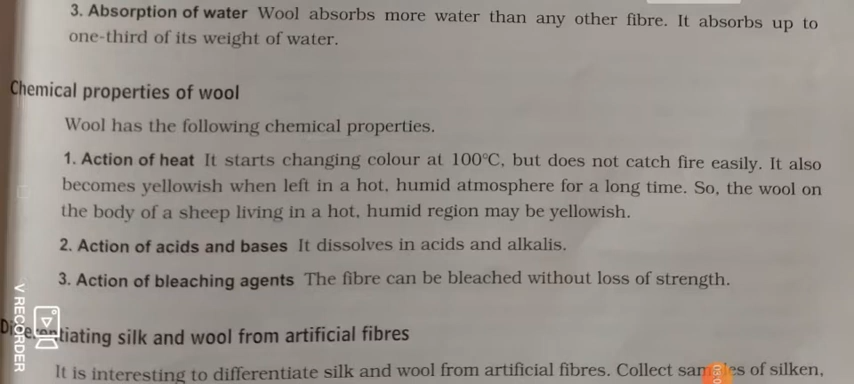 3. Absorption of water Wool absorbs more water than any other fibre. It absorbs up to
one-third of its weight of water.
Chemical properties of wool
Wool has the following chemical properties.
1. Action of heat It starts changing colour at 100°C, but does not catch fire easily. It also
becomes yellowish when left in a hot, humid atmosphere for a long time. So, the wool on
the body of a sheep living in a hot, humid region may be yellowish.
2. Action of acids and bases It dissolves in acids and alkalis.
3. Action of bleaching agents The fibre can be bleached without loss of strength.
Differentiating silk and wool from artificial fibres
It is interesting to differentiate silk and wool from artificial fibres. Collect samples of silken,
V RECORDER